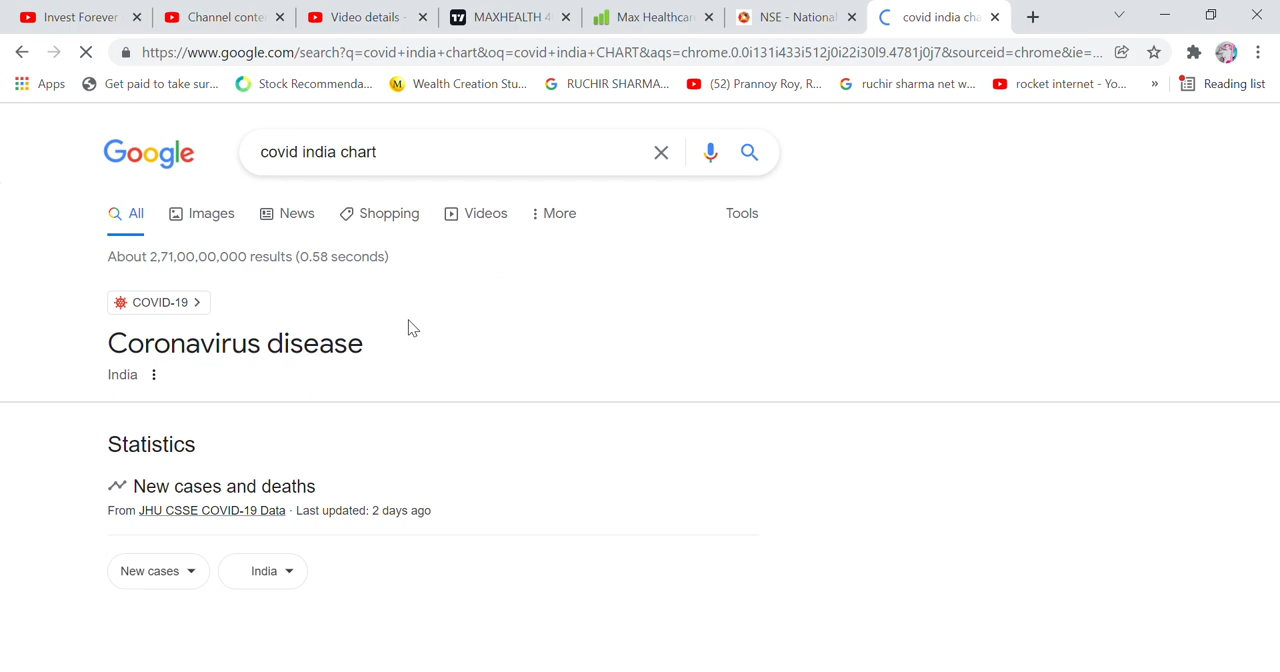 Invest Forever
Channel conte
Video details -
MAXHEALTH 4
Max Healthcar
NSE - National
covid india cha
https://www.google.com/search?q=covid+india+chart&oq=covid+india+CHART&aqs=chrome.0.0i131i433i512j0i22i30l9.4781j0j7&sourceid=chrome&ie=...
Apps
Get paid to take sur...
Stock Recommenda...
M
Wealth Creation Stu...
RUCHIR SHARMA...
(52) Prannoy Roy, R...
ruchir sharma net w...
rocket internet - Yo...
»
Reading list
Google
covid india chart
All
Images
News
Shopping
Videos
More
Tools
About 2,71,00,00,000 results (0.58 seconds)
COVID-19
Coronavirus disease
India
Statistics
New cases and deaths
From JHU CSSE COVID-19 Data · Last updated: 2 days ago
New cases
India